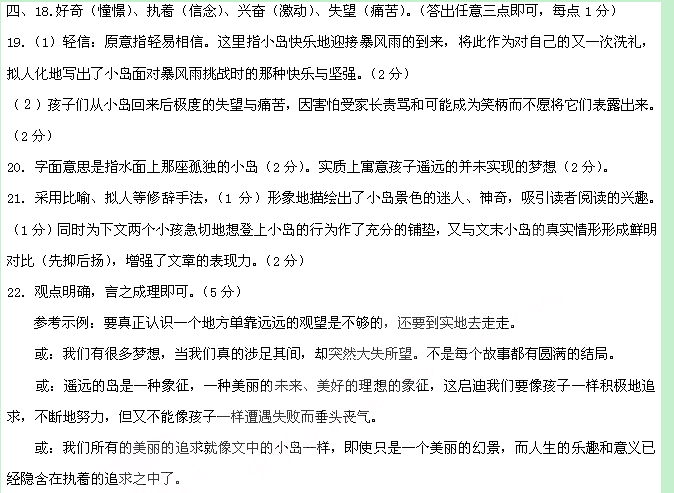 四、18.好奇（憧憬）、执着（信念）、兴奋（激动）、失望（痛苦）。（答出任意三点即可，每点1分）
19.（1）轻信：原意指轻易相信。这里指小岛快乐地迎接暴风雨的到来，将此作为对自己的又一次洗礼，
拟人化地写出了小岛面对暴风雨挑战时的那种快乐与坚强。（2分）
（2）孩子们从小岛回来后极度的失望与痛苦，因害怕受家长责骂和可能成为笑柄而不愿将它们表露出来。
（2分）
20. 字面意思是指水面上那座孤独的小岛（2分）。实质上寓意孩子遥远的并未实现的梦想（2分）。
21. 采用比喻、拟人等修辞手法，（1 分）形象地描绘出了小岛景色的迷人、神奇，吸引读者阅读的兴趣。
（1分）同时为下文两个小孩急切地想登上小岛的行为作了充分的铺垫，又与文末小岛的真实情形形成鲜明
对比（先抑后扬），增强了文章的表现力。（2分）
22. 观点明确，言之成理即可。（5分）
参考示例：要真正认识一个地方单靠远远的观望是不够的，还要到实地去走走。
或：我们有很多梦想，当我们真的涉足其间，却突然大失所望。不是每个故事都有圆满的结局。
或：遥远的岛是一种象征，一种美丽的未来、美好的理想的象征，这启迪我们要像孩子一样积极地追
求，不断地努力，但又不能像孩子一样遭遇失败而垂头丧气。
或：我们所有的美丽的追求就像文中的小岛一样，即使只是一个美丽的幻景，而人生的乐趣和意义已
经隐含在执着的追求之中了。